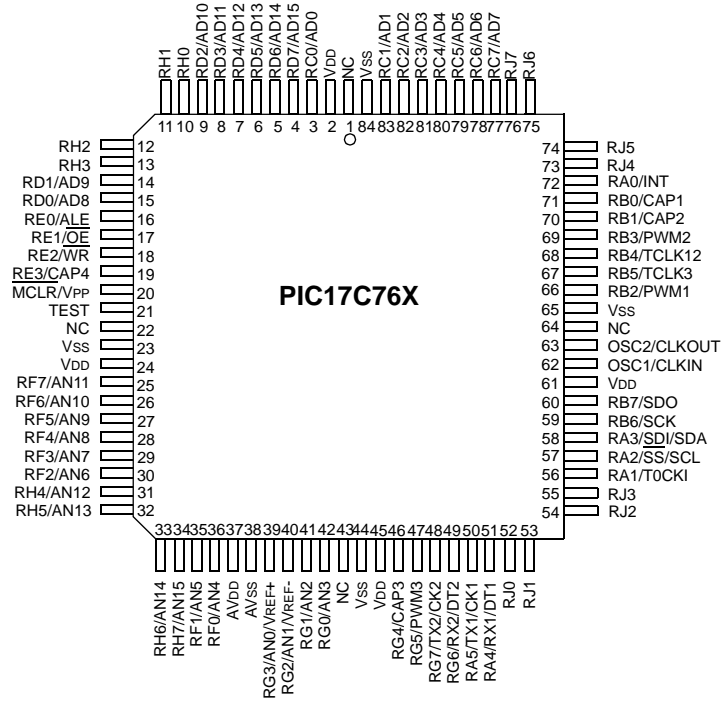 RH1
RH0
RD2/AD10
RD3/AD11
RD4/AD12
RD5/AD13
RD6/AD14
RD7/AD15
RC0/AD0
VDD
NC
VSS
RC1/AD1
RC2/AD2
RC3/AD3
RC4/AD4
RC5/AD5
RC6/AD6
RC7/AD7
RJ7
RJ6
11 10 9 8 7 6 5 4 3 2 1 84 83 82 81 80 79 78 77 76 75
RH2 12
RH3 13
RD1/AD9 14
RD0/AD8 15
RE0/ALE 16
RE1/OE 17
RE2/WR 18
RE3/CAP4 19
MCLR/VPP 20
TEST 21
NC 22
VSS 23
VDD 24
RF7/AN11 25
RF6/AN10 26
RF5/AN9 27
RF4/AN8 28
RF3/AN7 29
RF2/AN6 30
RH4/AN12 31
RH5/AN13 32
PIC17C76X
74 RJ5
73 RJ4
72 RA0/INT
71 RB0/CAP1
70 RB1/CAP2
69 RB3/PWM2
68 RB4/TCLK12
67 RB5/TCLK3
66 RB2/PWM1
65 VSS
64 NC
63 OSC2/CLKOUT
62 OSC1/CLKIN
61 VDD
60 RB7/SDO
59 RB6/SCK
58 RA3/SDI/SDA
57 RA2/SS/SCL
56 RA1/T0CKI
55 RJ3
54 RJ2
33 34 35 36 37 38 39 40 41 42 43 44 45 46 47 48 49 50 51 52 53
RH6/AN14
RH7/AN15
RF1/AN5
RF0/AN4
AVDD
AVSS
RG3/AN0/VREF+
RG2/AN1/VREF-
RG1/AN2
RG0/AN3
NC
VSS
VDD
RG4/CAP3
RG5/PWM3
RG7/TX2/CK2
RG6/RX2/DT2
RA5/TX1/CK1
RA4/RX1/DT1
RJ0
RJ1